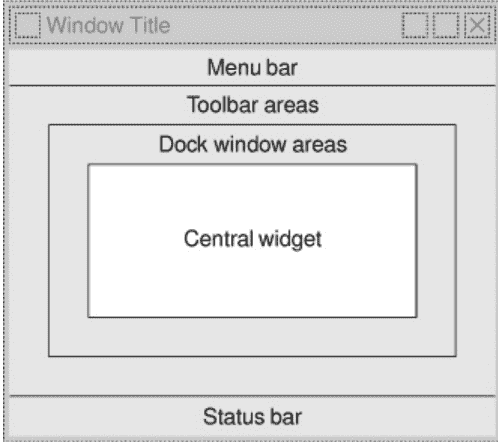 Window Title
Menu bar
Toolbar areas
Dock window areas
Central widget
Status bar